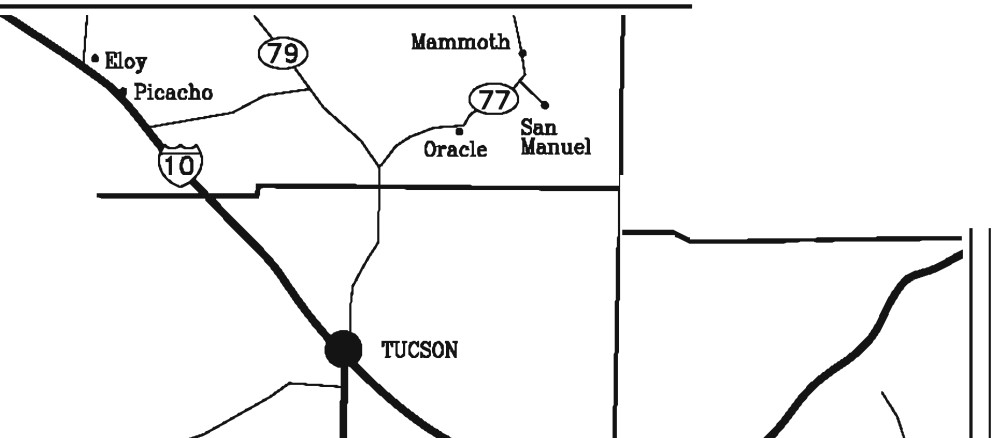 79
Mammoth
Eloy
Picacho
77
San
Manuel
Oracle
10
TUCSON